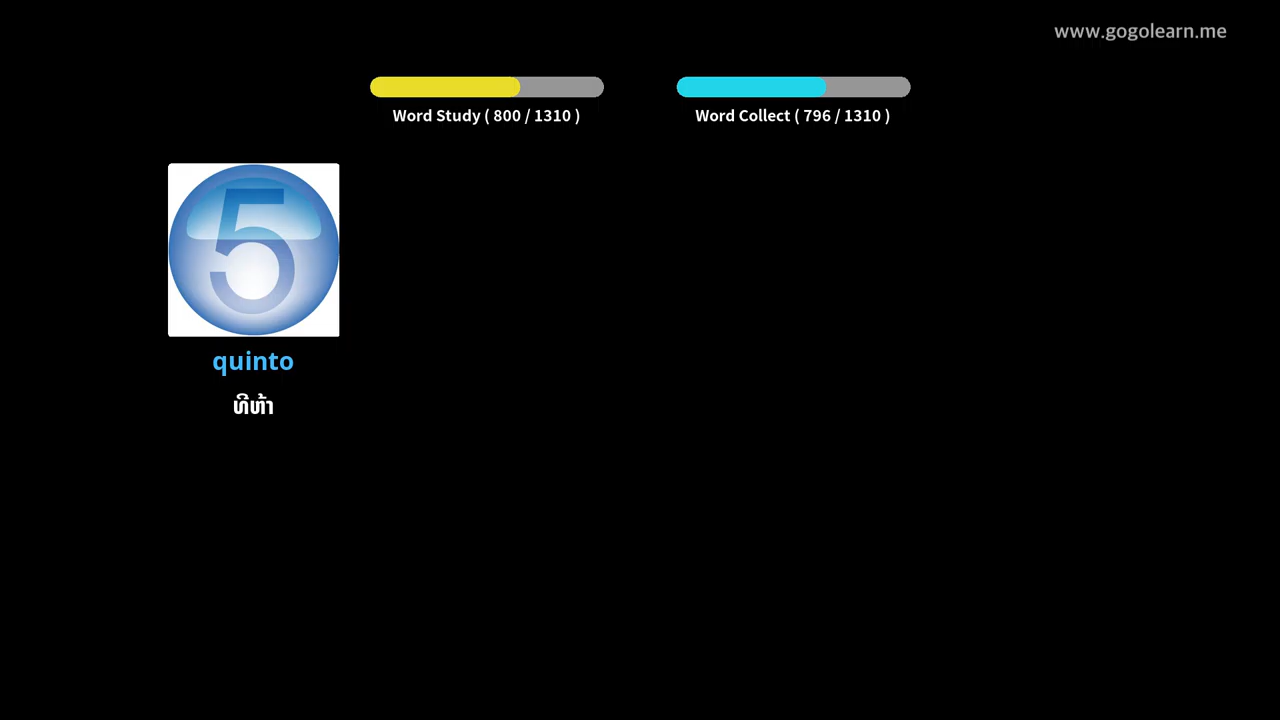 www.gogolearn.me
Word Study ( 800 / 1310 )
Word Collect ( 796 / 1310 )
5
quinto
ທີຫ້າ